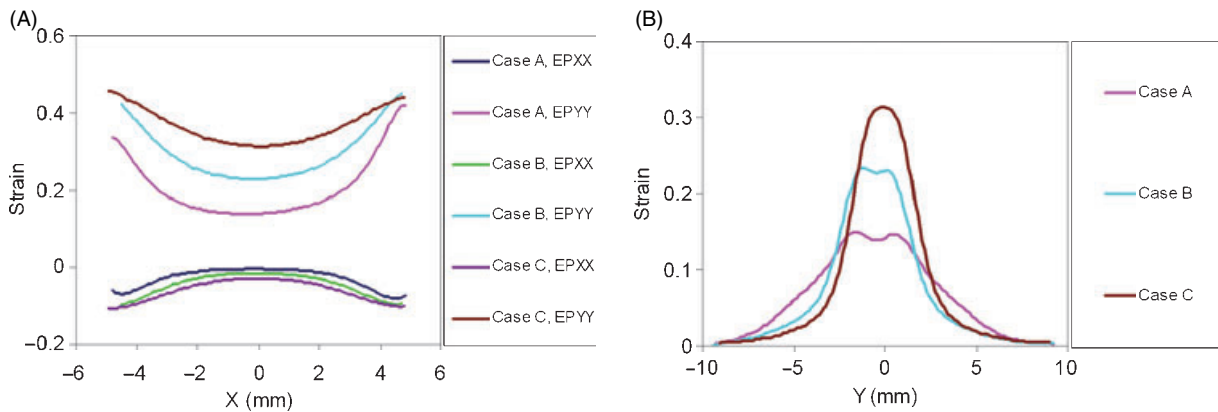 (A)
0.6
0.4
0.2
0
–0.2
Strain
–6
–4
–2
0
2
4
6
X (mm)
Case A, EPXX
Case A, EPYY
Case B, EPXX
Case B, EPYY
Case C, EPXX
Case C, EPYY
(B)
0.4
0.3
0.2
0.1
0
Strain
–10
–5
0
5
10
Y (mm)
Case A
Case B
Case C